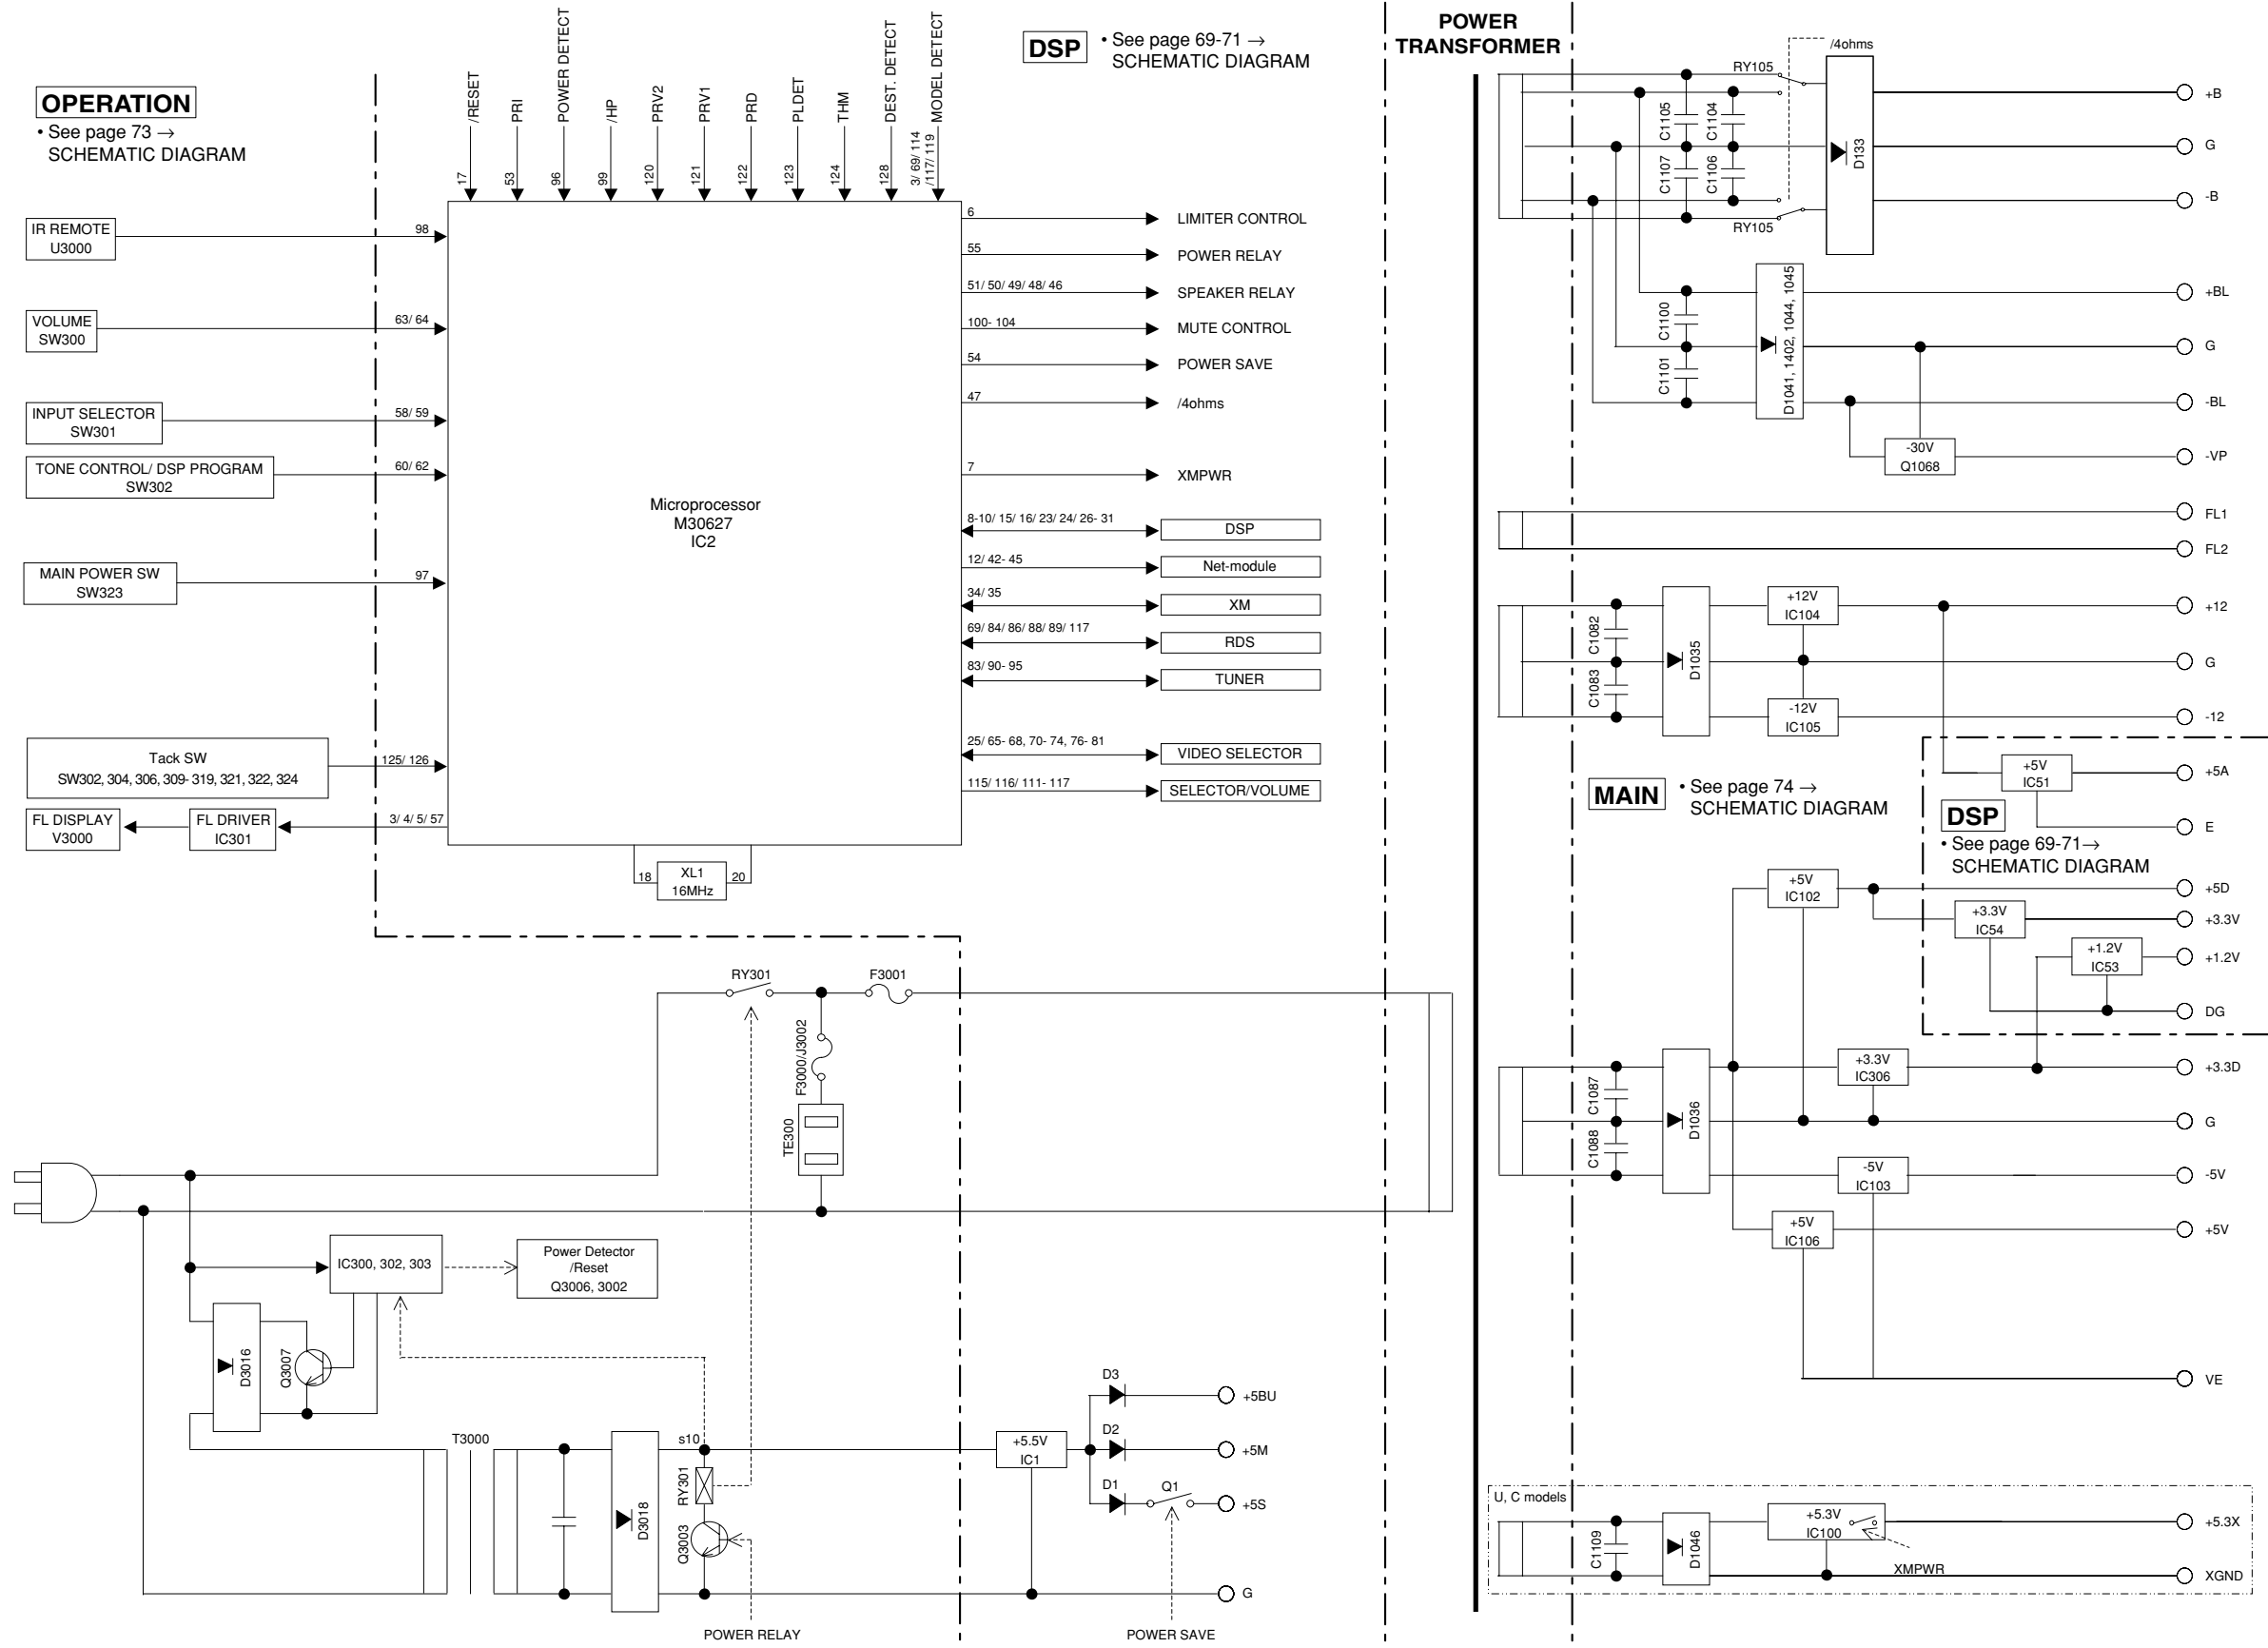 OPERATION
• See page 73 →
SCHEMATIC DIAGRAM
/RESET
PRI
POWER DETECT
/HP
PRV2
PRV1
PRD
PLDET
THM
DEST. DETECT
MODEL DETECT
17
53
96
99
120
121
122
123
124
128
3/ 69/ 114
/117/ 119
DSP
• See page 69-71 →
SCHEMATIC DIAGRAM
IR REMOTE
U3000
98
VOLUME
SW300
63/ 64
INPUT SELECTOR
SW301
58/ 59
TONE CONTROL/ DSP PROGRAM
SW302
60/ 62
MAIN POWER SW
SW323
97
Tack SW
SW302, 304, 306, 309- 319, 321, 322, 324
125/ 126
FL DISPLAY
V3000
FL DRIVER
IC301
3/ 4/ 5/ 57
Microprocessor
M30627
IC2
18
XL1
16MHz
20
6
LIMITER CONTROL
55
POWER RELAY
51/ 50/ 49/ 48/ 46
SPEAKER RELAY
100- 104
MUTE CONTROL
54
POWER SAVE
47
/4ohms
7
XMPWR
8-10/ 15/ 16/ 23/ 24/ 26- 31
DSP
12/ 42- 45
Net-module
34/ 35
XM
69/ 84/ 86/ 88/ 89/ 117
RDS
83/ 90- 95
TUNER
25/ 65- 68, 70- 74, 76- 81
VIDEO SELECTOR
115/ 116/ 111- 117
SELECTOR/VOLUME
RY301
F3001
F3000/J3002
TE300
IC300, 302, 303
Power Detector
/Reset
Q3006, 3002
D3016
Q3007
T3000
D3018
s10
RY301
Q3003
POWER RELAY
+5.5V
IC1
D3
+5BU
D2
+5M
D1
Q1
+5S
G
POWER SAVE
POWER
TRANSFORMER
RY105
/4ohms
C1105
C1104
C1107
C1106
RY105
D133
+B
G
-B
C1100
C1101
D1041, 1402, 1044, 1045
+BL
G
-BL
-30V
Q1068
-VP
FL1
FL2
C1082
C1083
D1035
+12V
IC104
-12V
IC105
+12
G
-12
MAIN
• See page 74 →
SCHEMATIC DIAGRAM
+5V
IC51
+5A
E
DSP
• See page 69-71→
SCHEMATIC DIAGRAM
+5V
IC102
+5D
+3.3V
IC54
+3.3V
+1.2V
IC53
+1.2V
DG
C1087
C1088
D1036
+3.3V
IC306
+3.3D
G
-5V
IC103
-5V
+5V
IC106
+5V
VE
U, C models
C1109
D1046
+5.3V
IC100
XMPWR
+5.3X
XGND